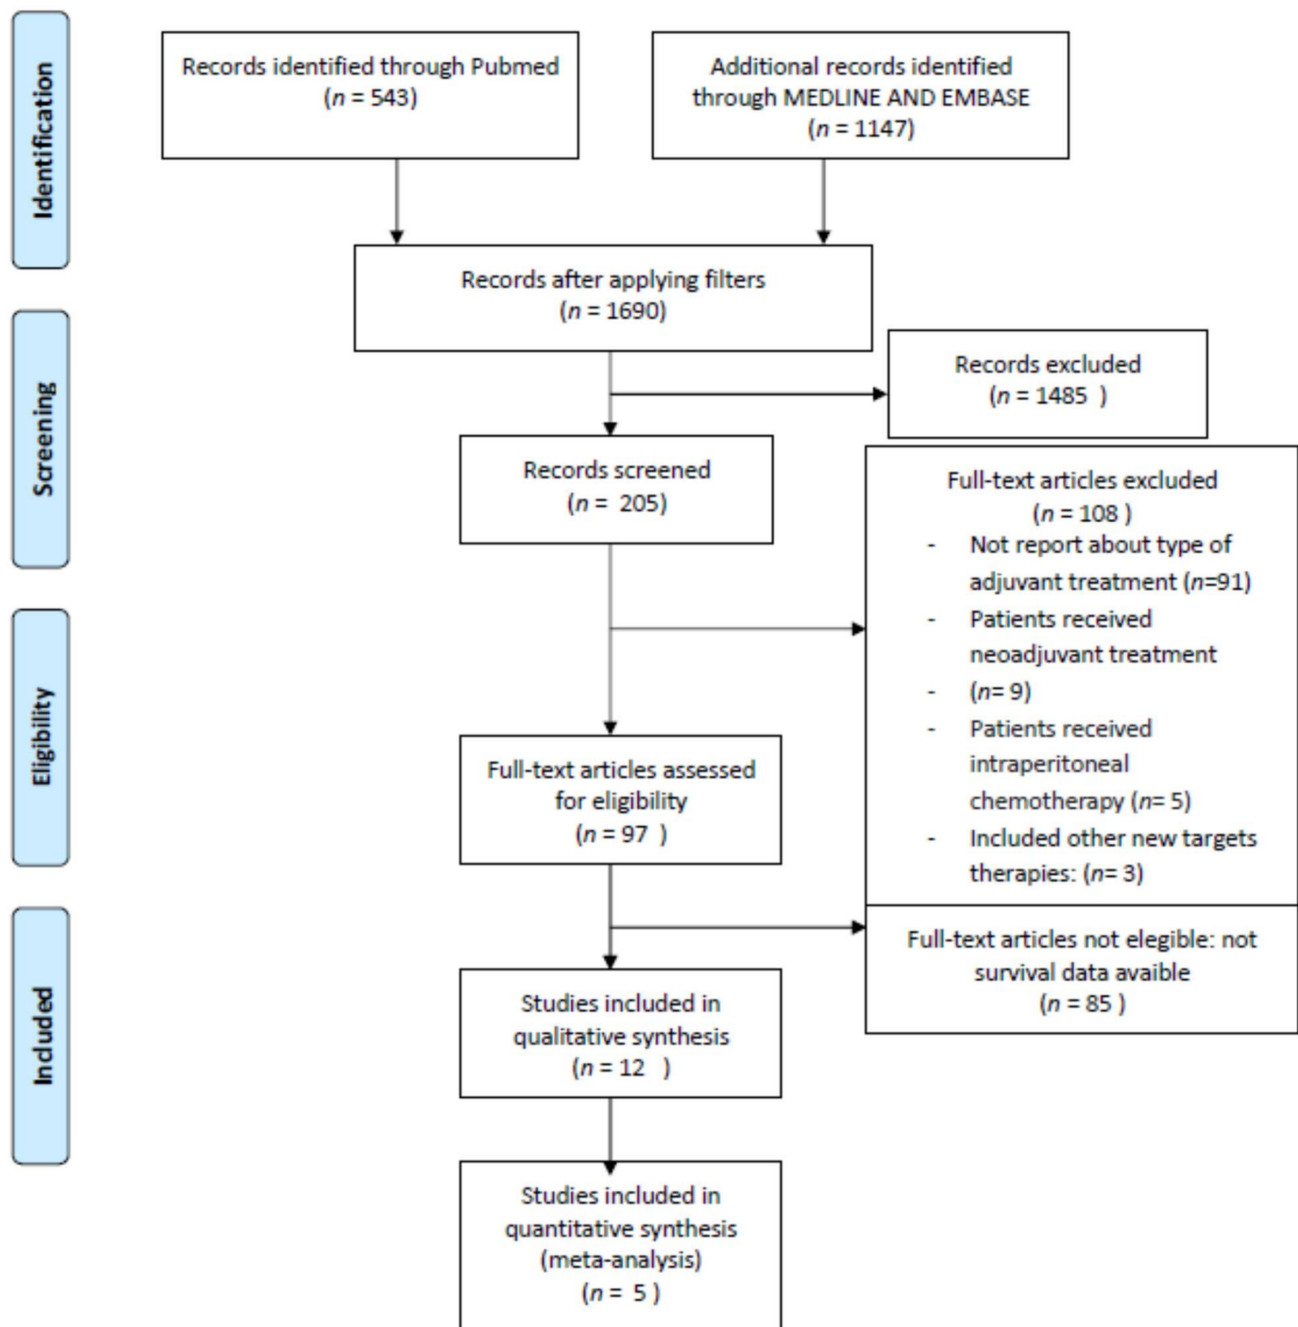 Identification
Records identified through Pubmed
(n = 543)
Additional records identified
through MEDLINE AND EMBASE
(n = 1147)
Records after applying filters
(n = 1690)
Screening
Records excluded
(n = 1485 )
Records screened
(n = 205)
Full-text articles excluded
(n = 108 )
- Not report about type of
adjuvant treatment (n=91)
- Patients received
neoadjuvant treatment
- (n= 9)
- Patients received
intraperitoneal
chemotherapy (n= 5)
- Included other new targets
therapies: (n= 3)
Eligibility
Full-text articles assessed
for eligibility
(n = 97 )
Full-text articles not elegible: not
survival data avaible
(n = 85 )
Included
Studies included in
qualitative synthesis
(n = 12 )
Studies included in
quantitative synthesis
(meta-analysis)
(n = 5 )